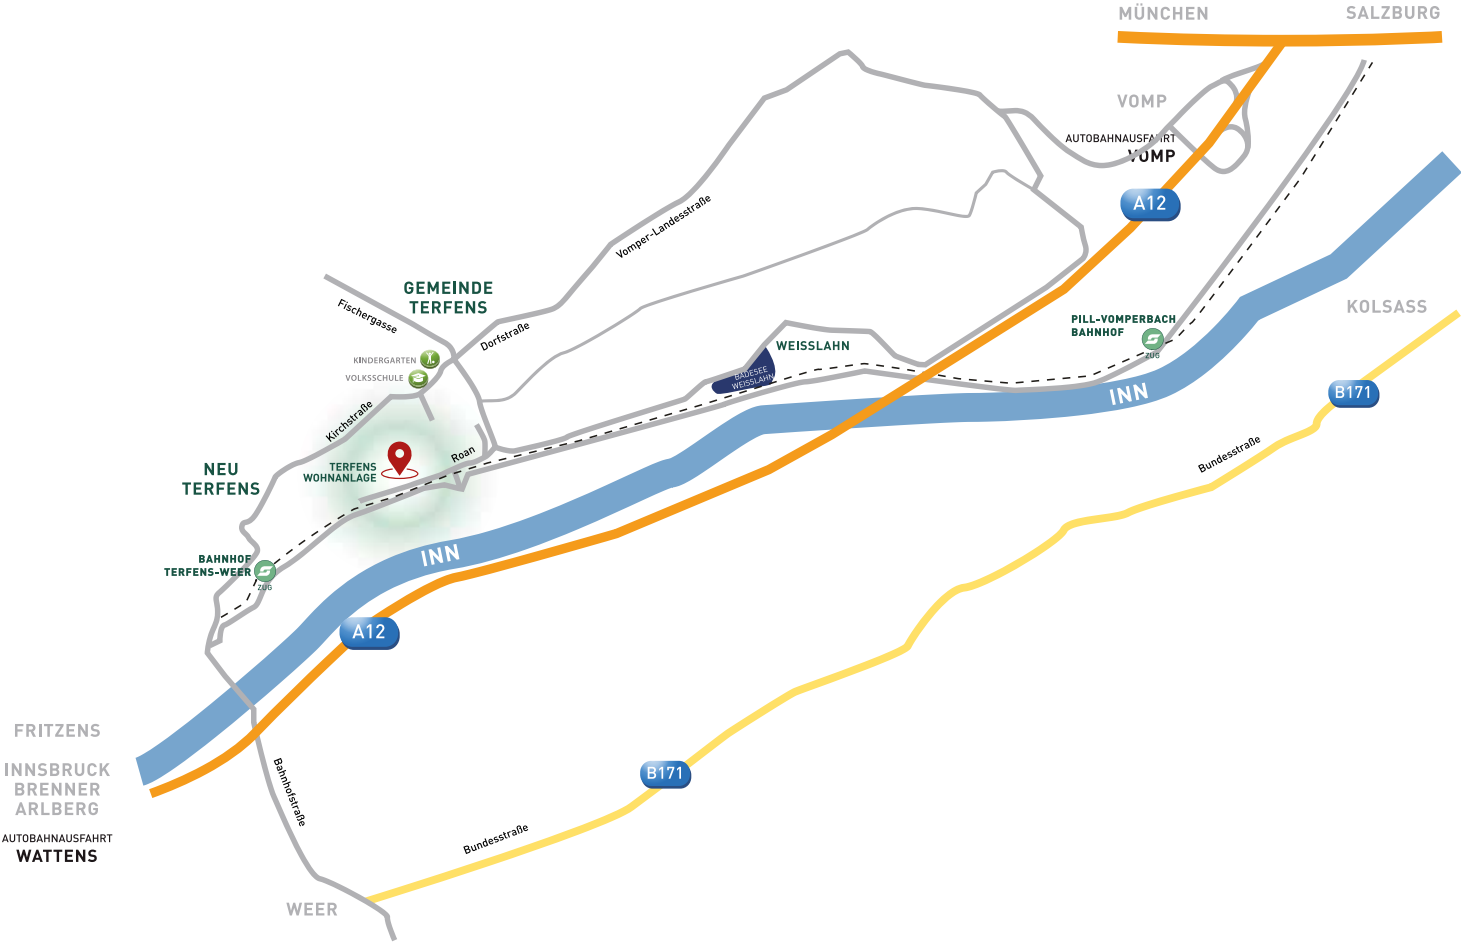 MÜNCHEN
SALZBURG
VOMP
AUTOBAHNAUSFAHRT
VOMP
A12
Vomper-Landesstraße
GEMEINDE
TERFENS
Fischergasse
Dorfstraße
KINDERGARTEN
VOLKSSCHULE
KOLSASS
PILL-VOMPERBACH
BAHNHOF
ZUG
WEISSLAHN
BADESEE
WEISSLAHN
INN
B171
Kirchstraße
Roan
Bundesstraße
TERFENS
WOHNANLAGE
NEU
TERFENS
BAHNHOF
TERFENS-WEER
ZUG
INN
A12
FRITZENS
INNSBRUCK
BRENNER
ARLBERG
AUTOBAHNAUSFAHRT
WATTENS
Bahnhofstraße
B171
Bundesstraße
WEER